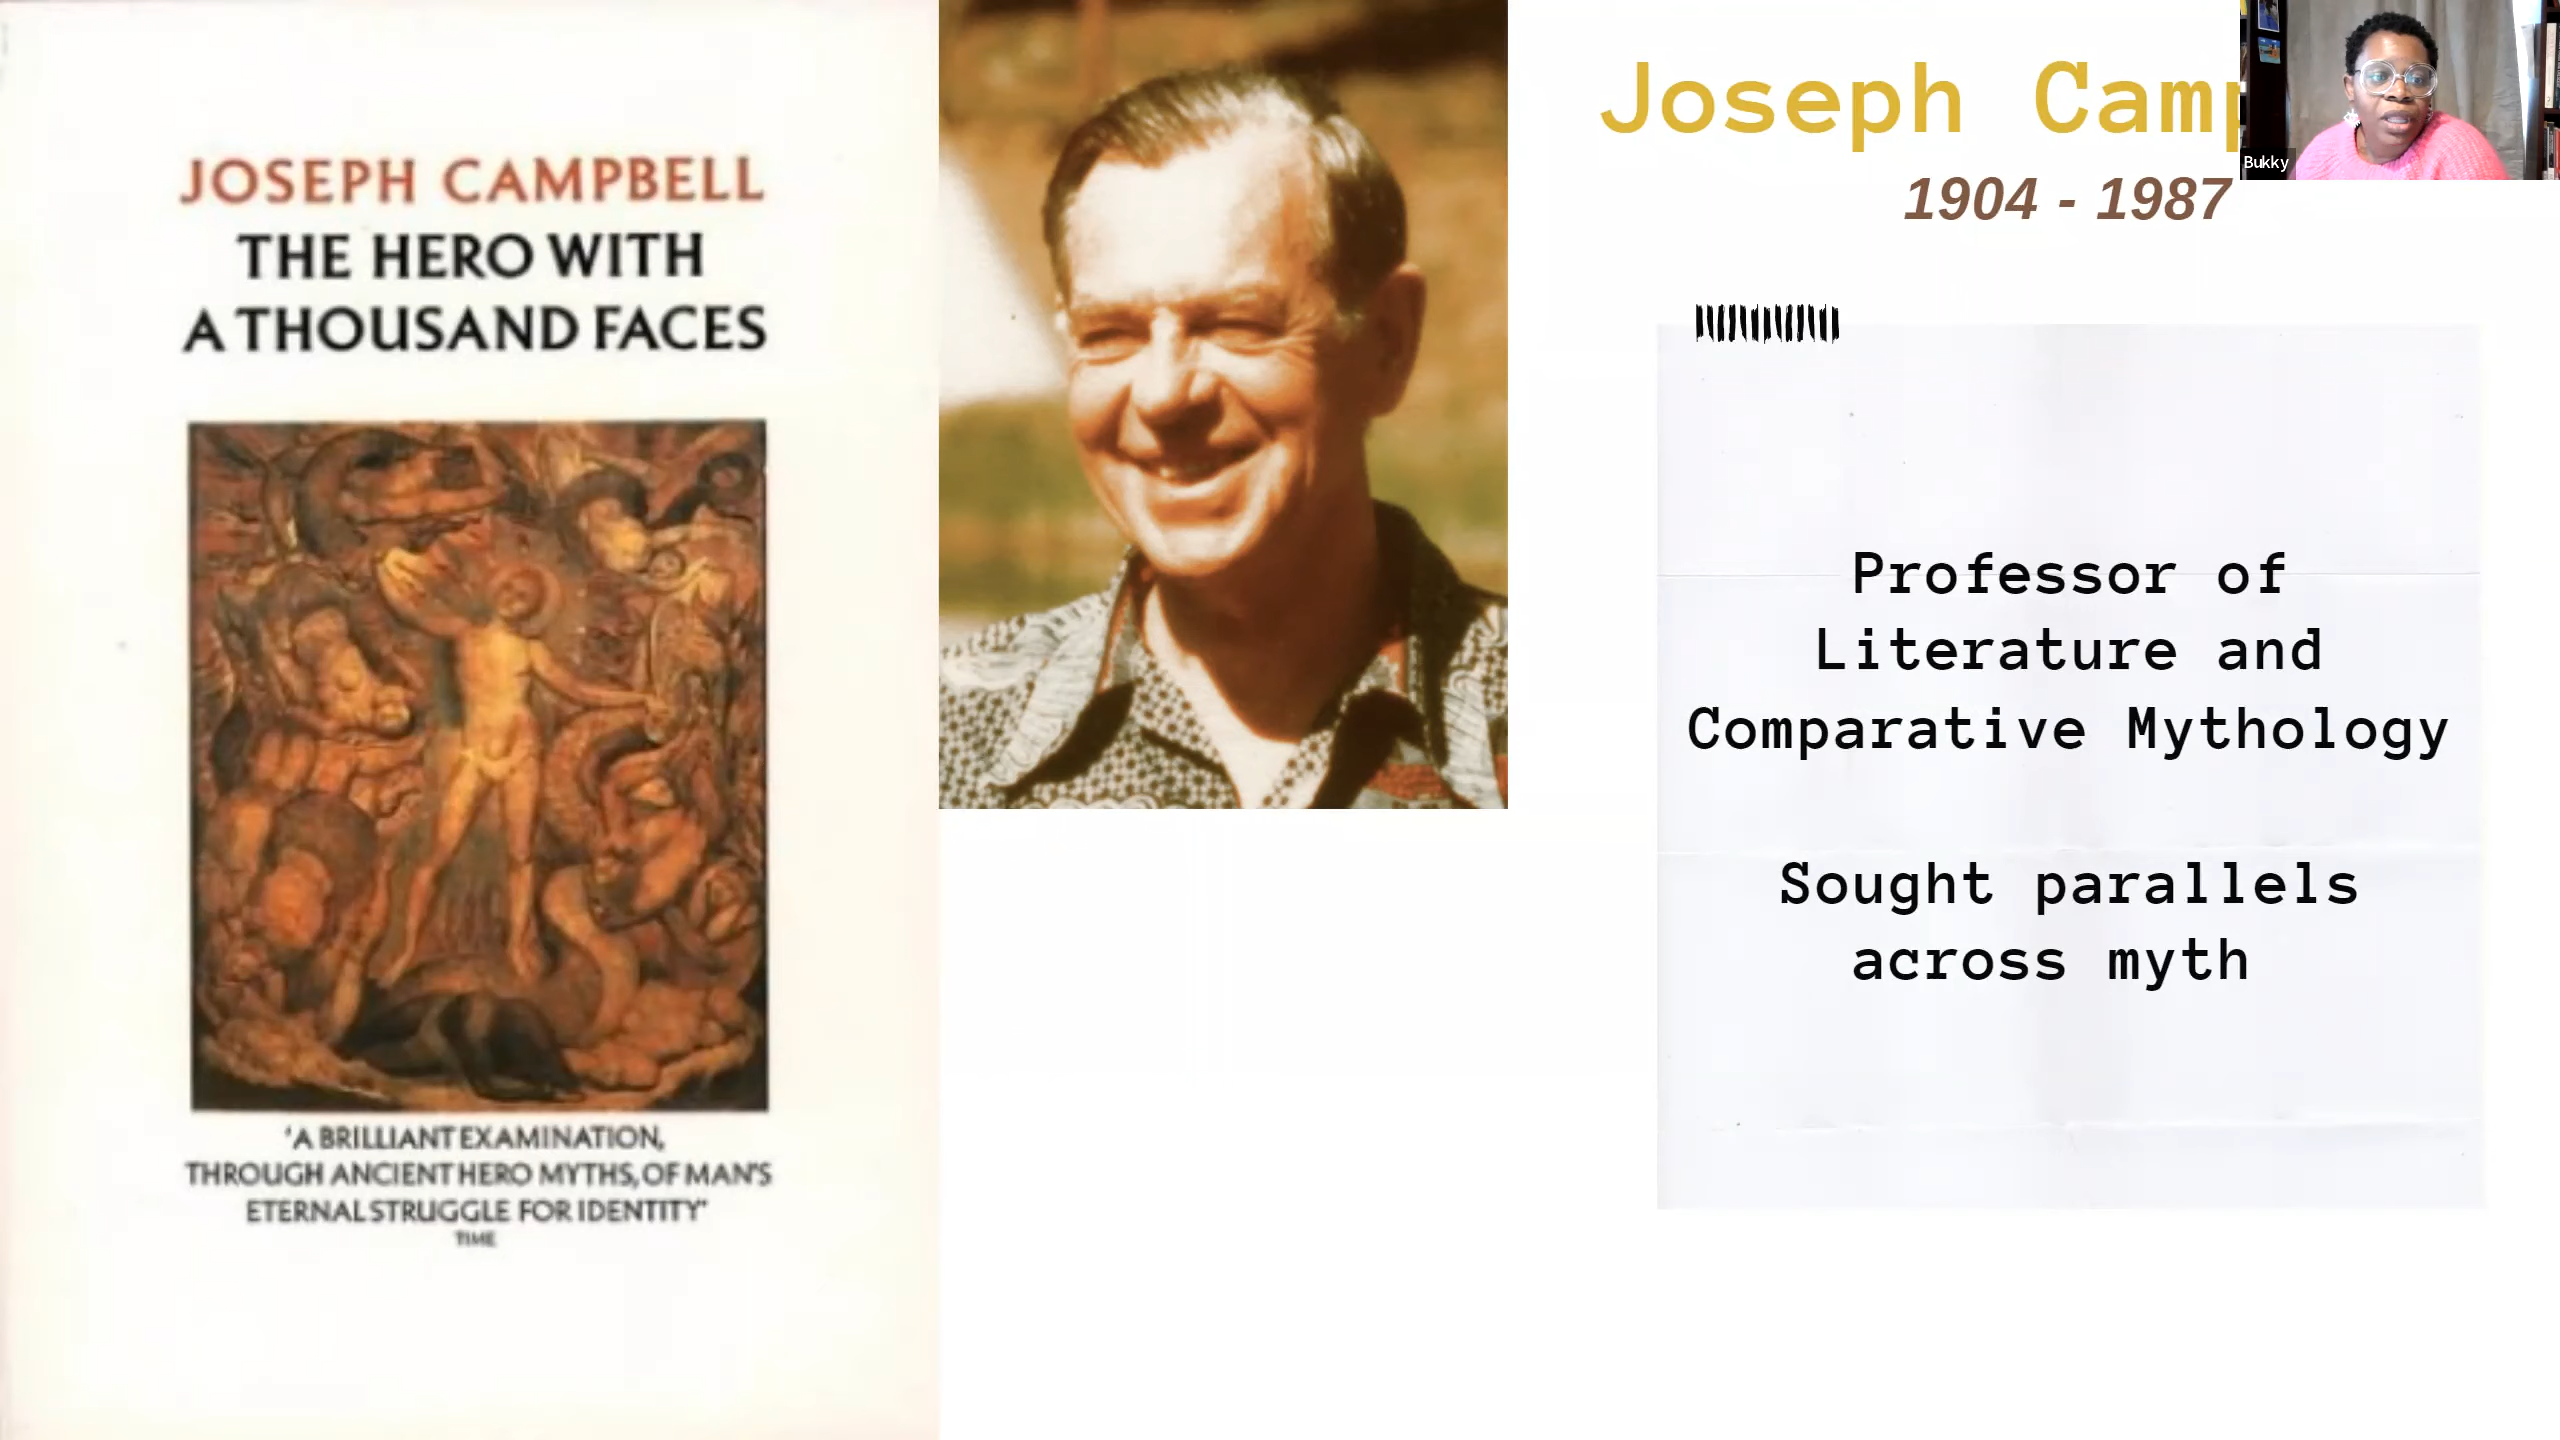 JOSEPH CAMPBELL
THE HERO WITH
A THOUSAND FACES
'A BRILLIANT EXAMINATION,
THROUGH ANCIENT HERO MYTHS, OF MAN'S
ETERNAL STRUGGLE FOR IDENTITY'
TIME
Joseph Camp
1904 - 1987
Professor of
Literature and
Comparative Mythology
Sought parallels
across myth
Bukky